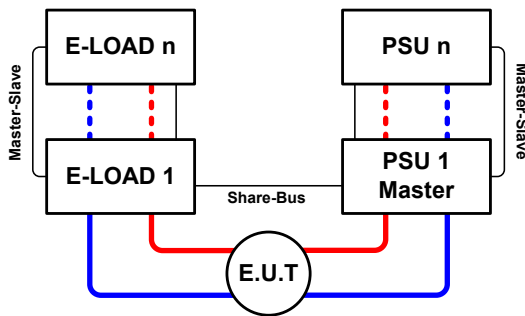 E-LOAD n
PSU n
Master-Slave
Master-Slave
E-LOAD 1
PSU 1
Master
Share-Bus
E.U.T